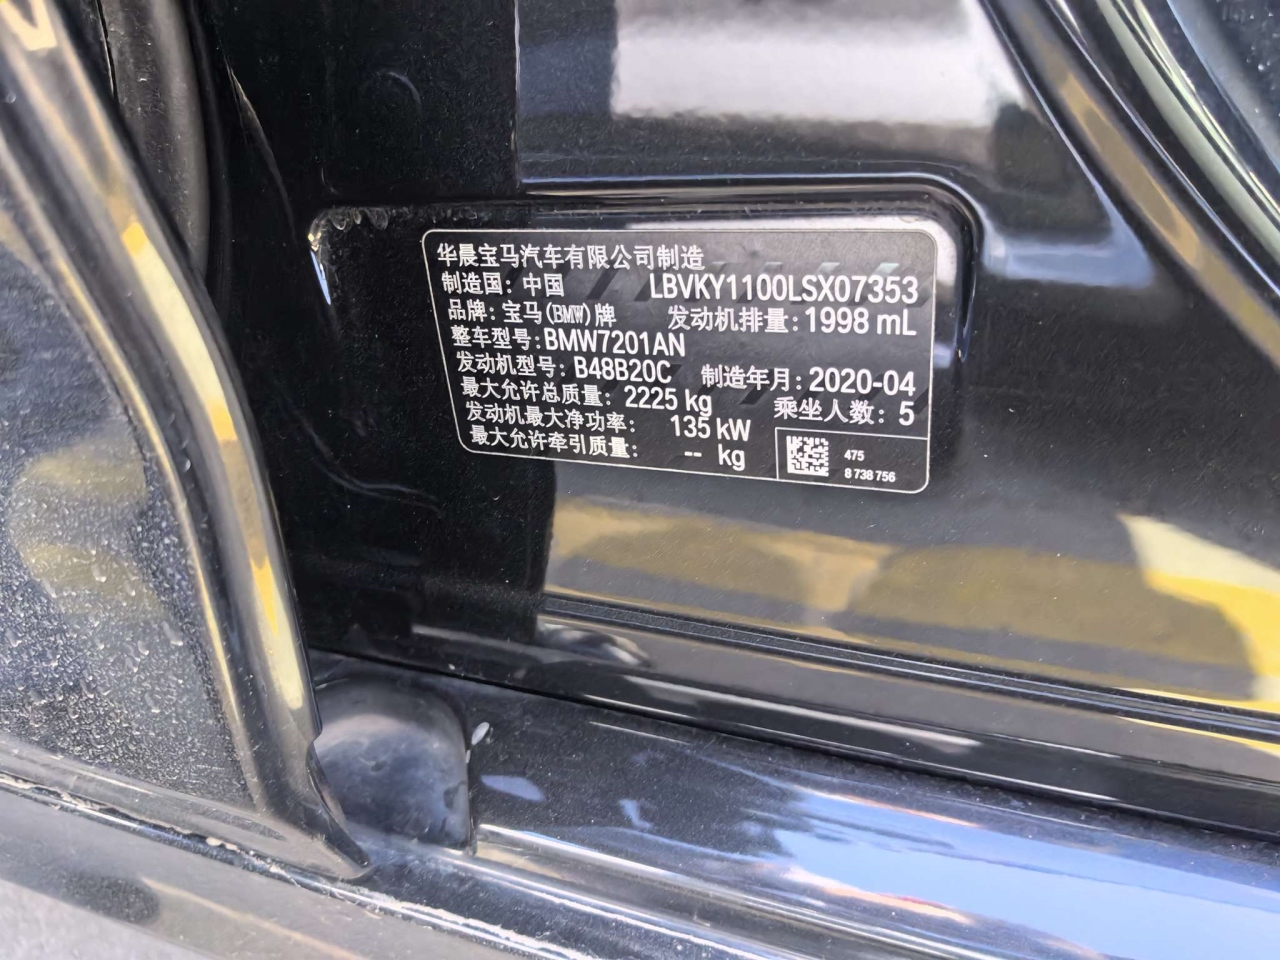 华晨宝马汽车有限公司制造
制造国: 中国 LBVKY1100LSX07353
品牌: 宝马(BMW)牌 发动机排量: 1998 mL
整车型号: BMW7201AN
发动机型号: B48B20C 制造年月: 2020-04
最大允许总质量: 2225 kg 乘坐人数: 5
发动机最大净功率: 135 kW
最大允许牵引质量: -- kg
475
8 738 756